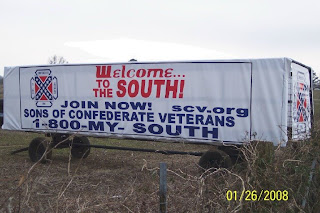 Welcome...
TO THE SOUTH!
JOIN NOW! scv.org
SONS OF CONFEDERATE VETERANS
1-800-MY-SOUTH
01/26/2008